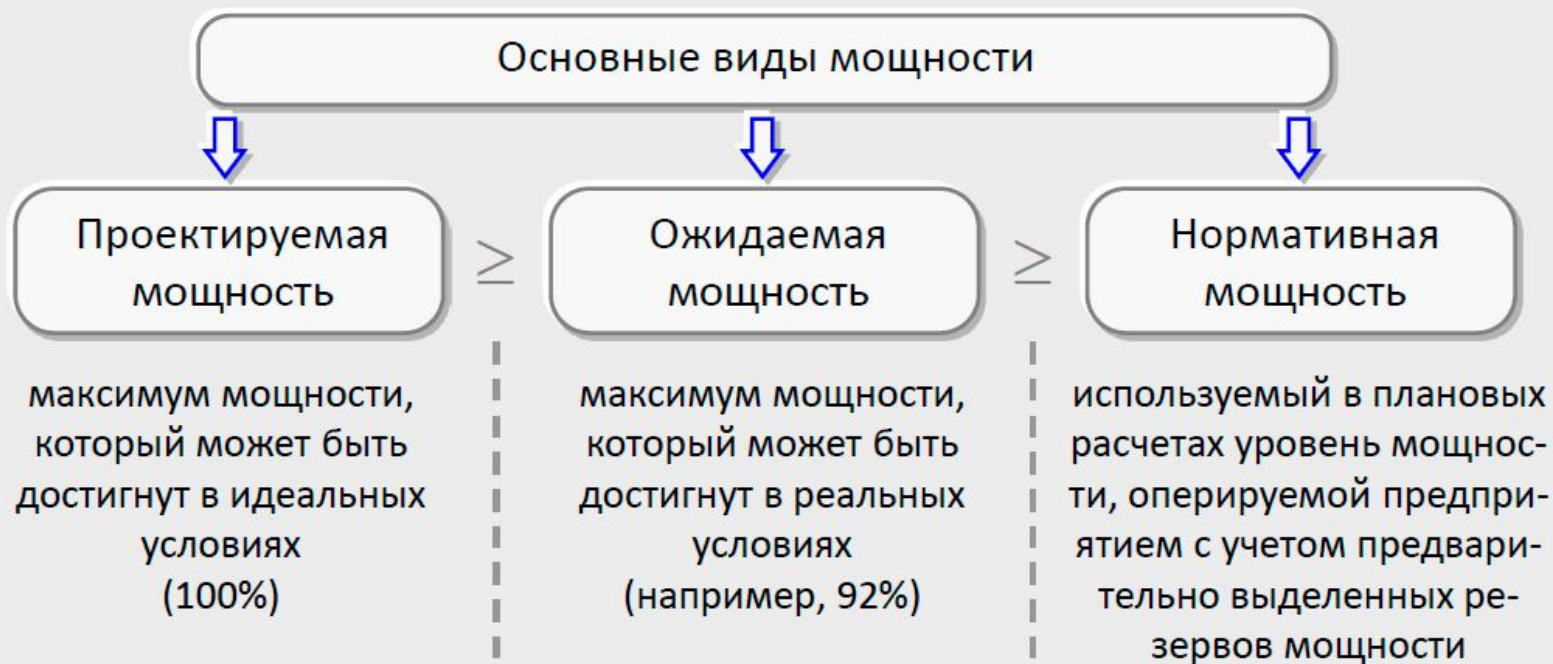 Основные виды мощности
Проектируемая
мощность
≥
Ожидаемая
мощность
≥
Нормативная
мощность
максимум мощности,
который может быть
достигнут в идеальных
условиях
(100%)
максимум мощности,
который может быть
достигнут в реальных
условиях
(например, 92%)
используемый в плановых
расчетах уровень мощнос-
ти, оперируемой предпри-
ятием с учетом предвари-
тельно выделенных ре-
зервов мощности